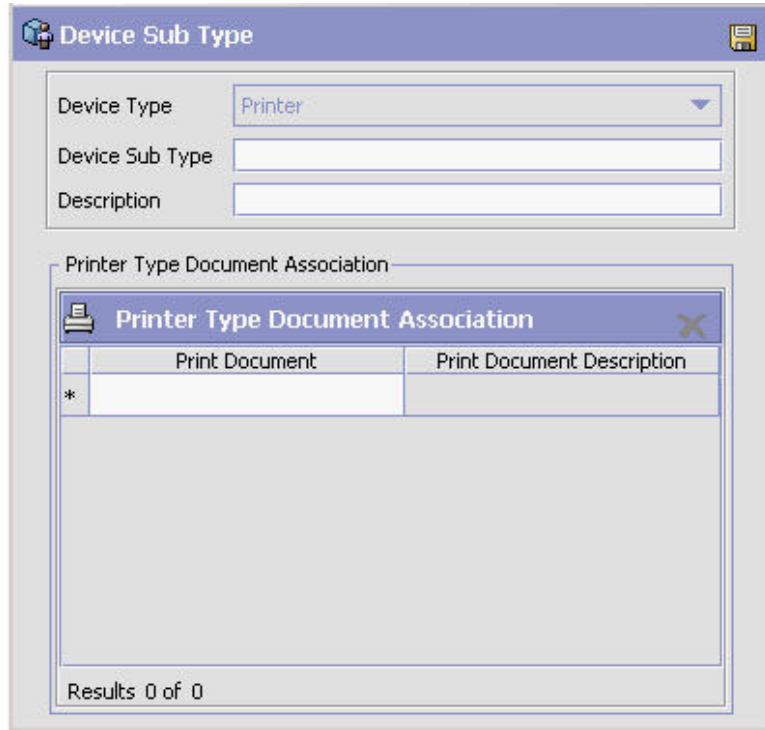 Device Sub Type
Device Type Printer
Device Sub Type
Description
Printer Type Document Association
Printer Type Document Association
Print Document Print Document Description
*
Results 0 of 0